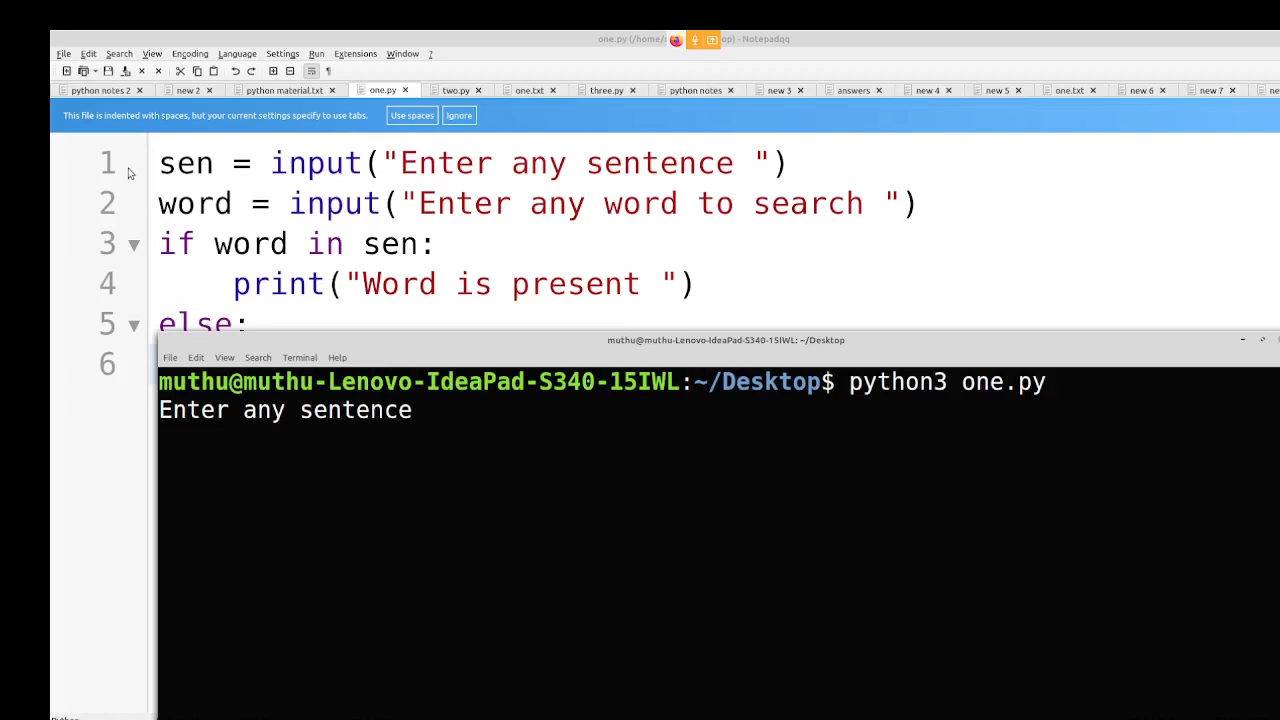 one.py (/home/ op) - Notepadqq
File Edit Search View Encoding Language Settings Run Extensions Window ?
python notes 2 new 2 python material.txt one.py two.py one.txt three.py python notes new 3 answers new 4 new 5 one.txt new 6 new 7
This file is indented with spaces, but your current settings specify to use tabs. Use spaces Ignore
1 sen = input("Enter any sentence ")
2 word = input("Enter any word to search ")
3 if word in sen:
4 print("Word is present ")
5 else:
6
muthu@muthu-Lenovo-IdeaPad-S340-15IWL: ~/Desktop
File Edit View Search Terminal Help
muthu@muthu-Lenovo-IdeaPad-S340-15IWL:~/Desktop$ python3 one.py
Enter any sentence